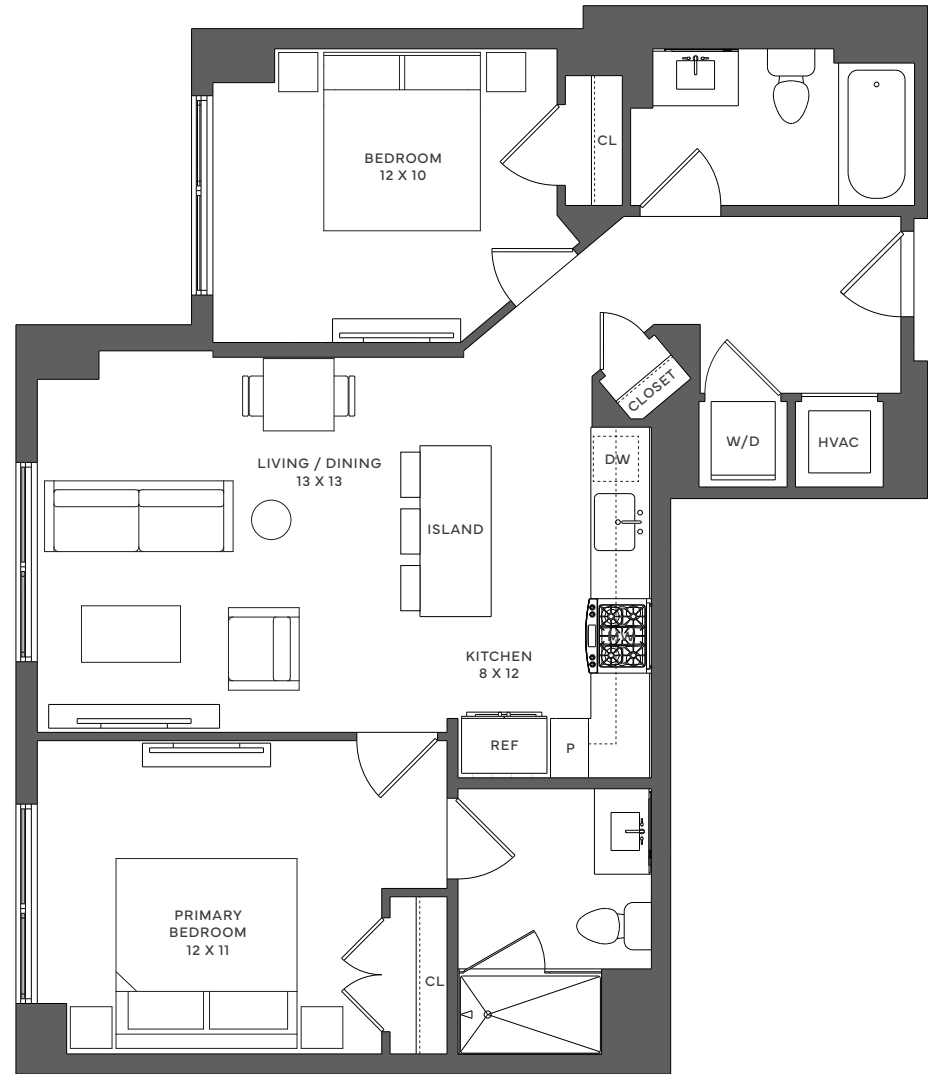 BEDROOM
12 X 10
CL
CLOSET
W/D
HVAC
LIVING / DINING
13 X 13
DW
ISLAND
KITCHEN
8 X 12
REF
P
PRIMARY
BEDROOM
12 X 11
CL